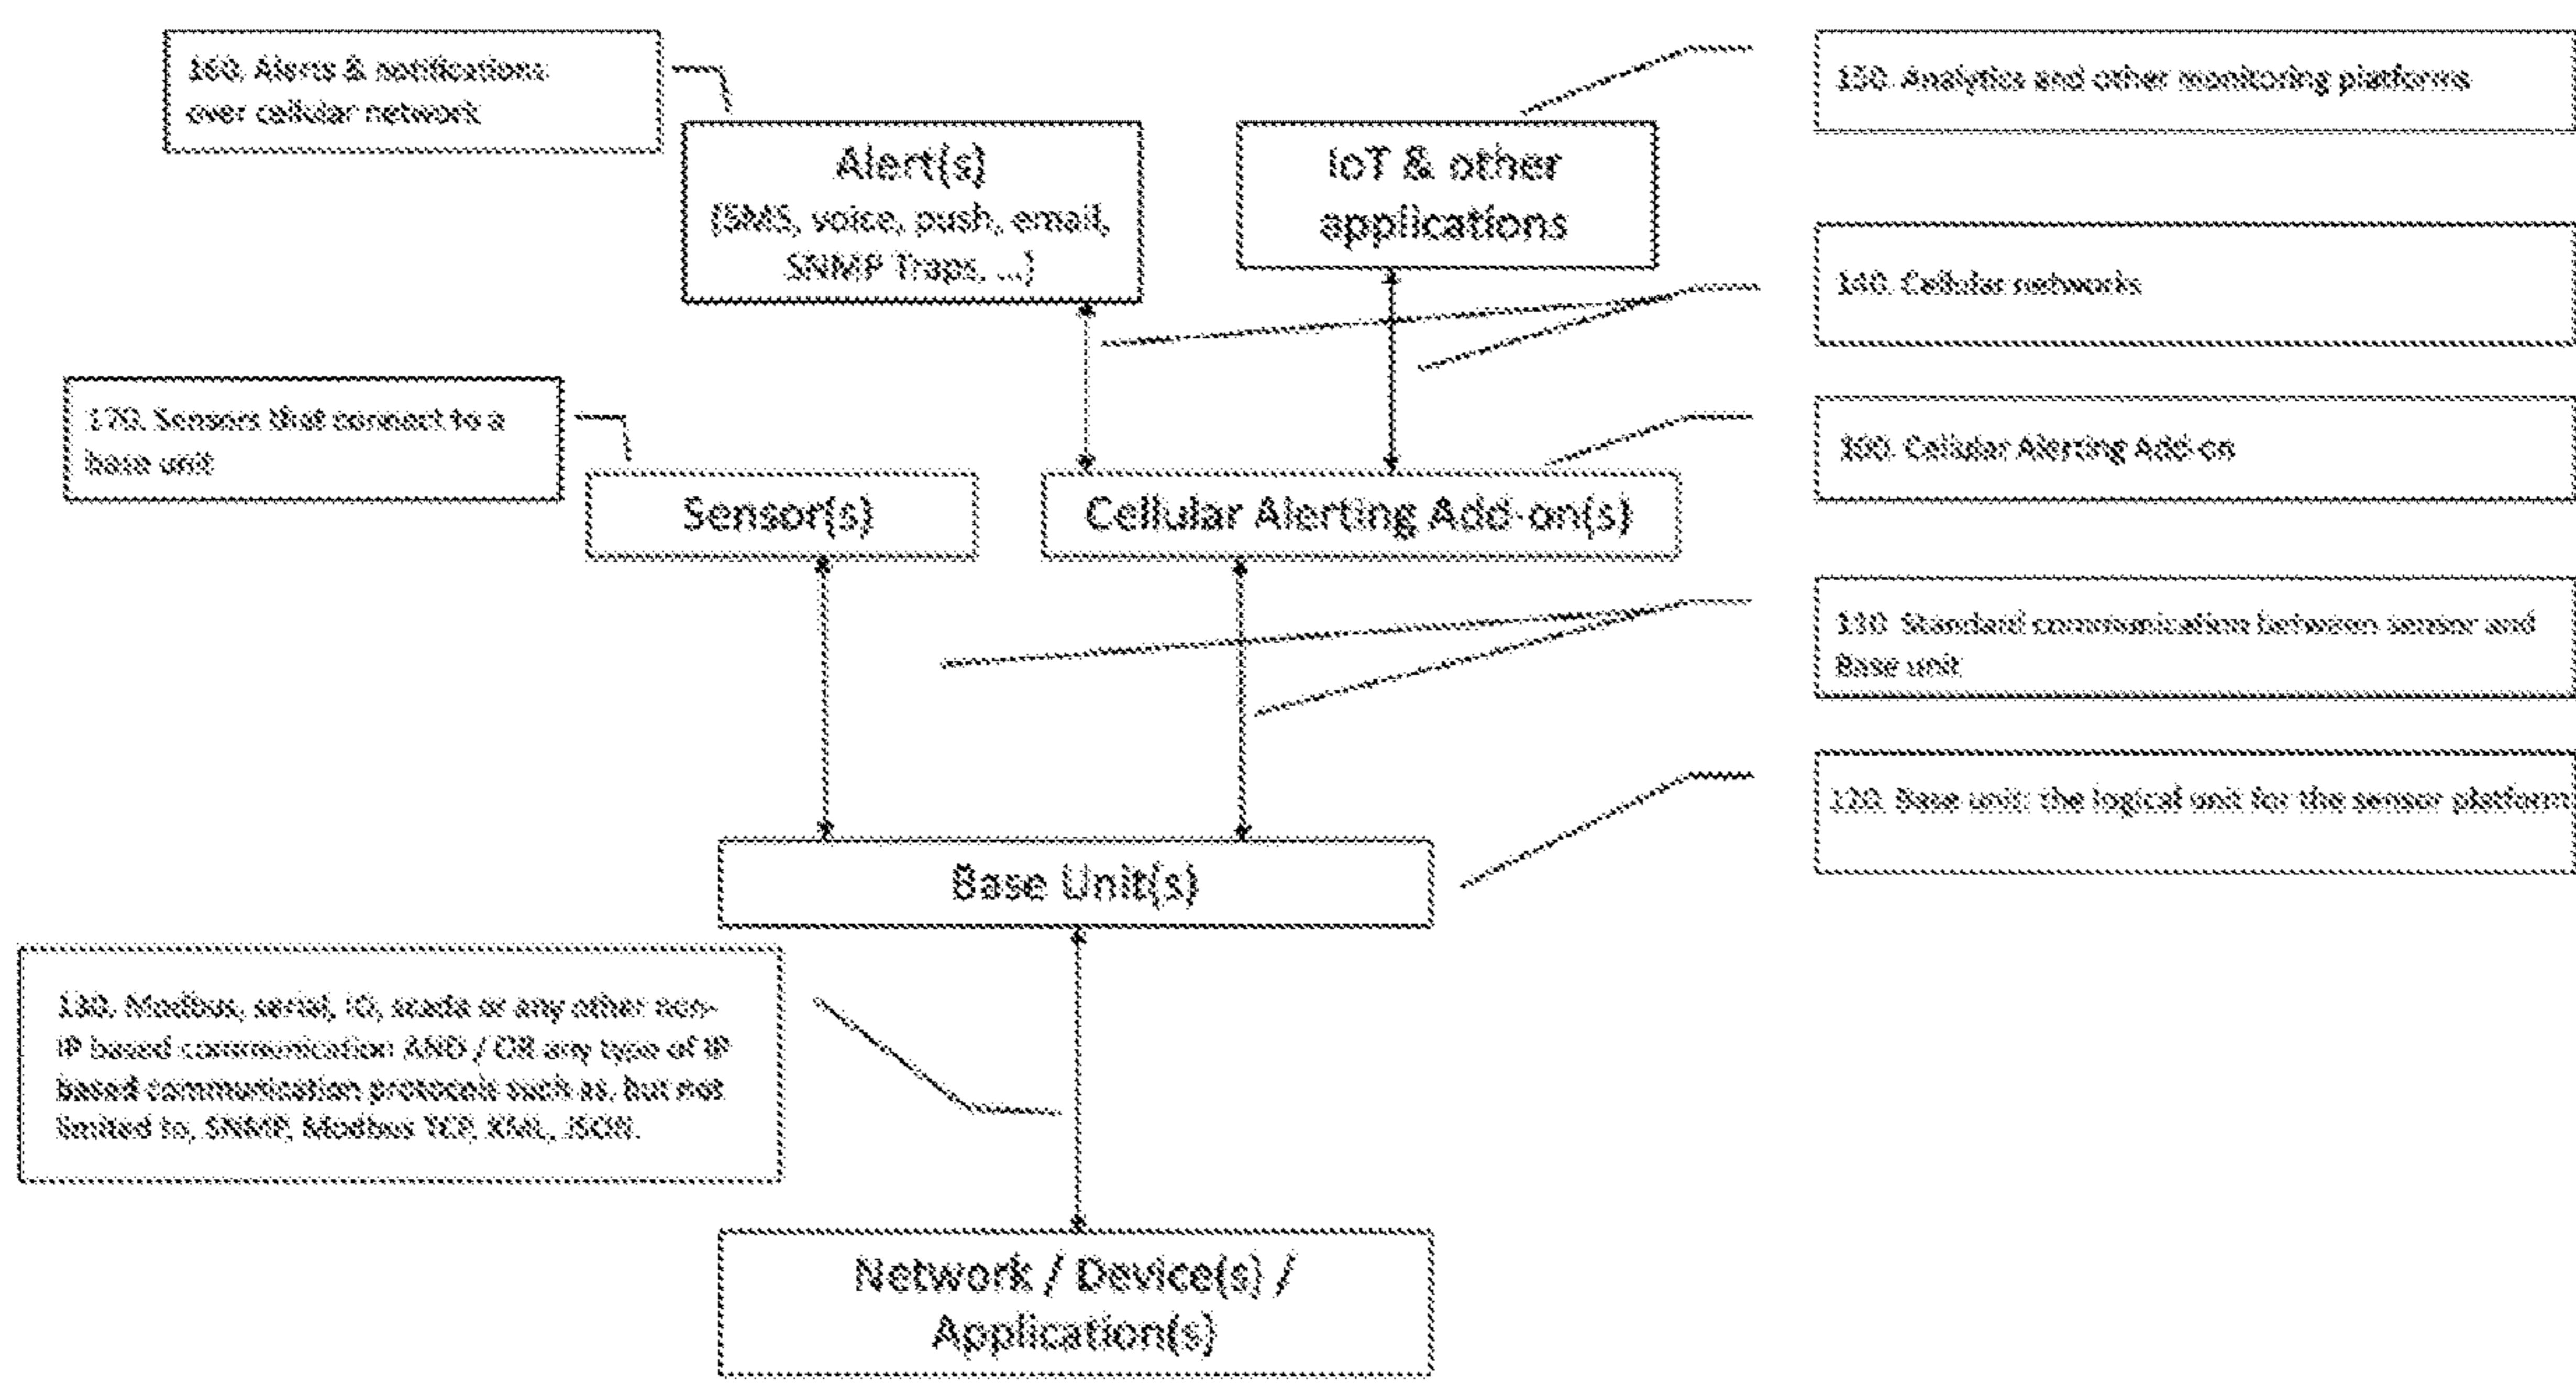 160. Alerts & notifications
over cellular network
150. Analytics and other monitoring platforms
Alert(s)
(SMS, voice, push, email,
SNMP Traps, ...)
IoT & other
applications
140. Cellular networks
170. Sensors that connect to a
base unit
100. Cellular Alerting Add-on
Sensor(s)
Cellular Alerting Add-on(s)
110. Standard communication between sensor and
Base unit
120. Base unit: the logical unit for the sensor platform
Base Unit(s)
130. Modbus, serial, IO, scada or any other non-
IP based communication AND / OR any type of IP
based communication protocols such as, but not
limited to, SNMP, Modbus TCP, XML, JSON.
Network / Device(s) /
Application(s)